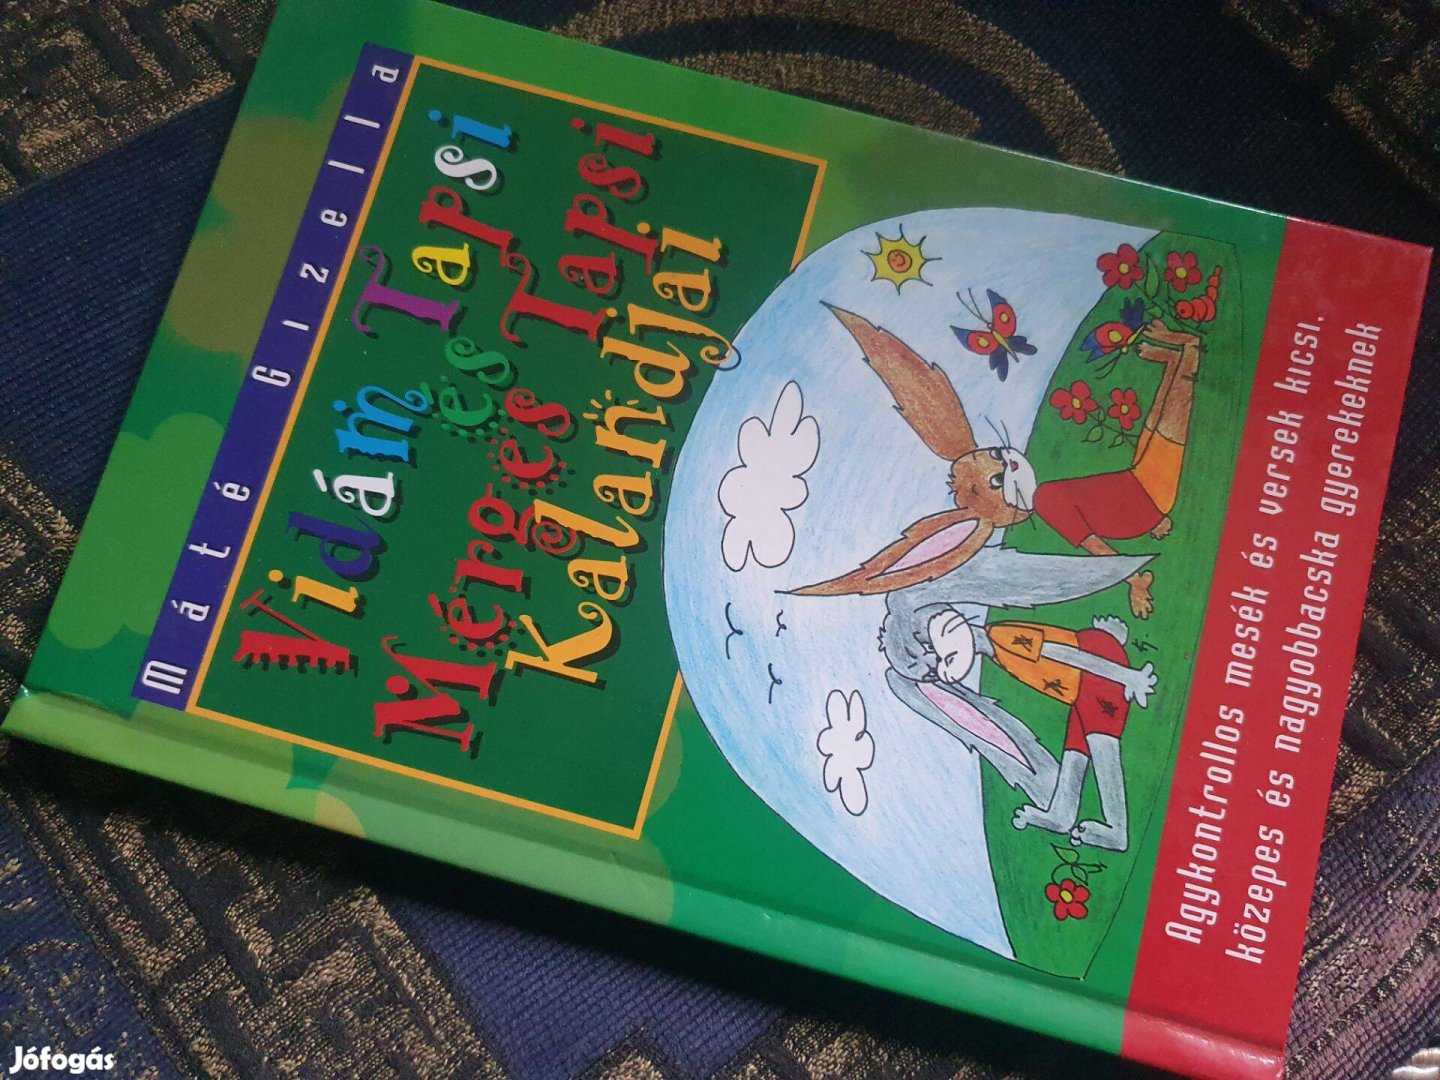 Máté Gizella
Vidám Tapsi
és
Mérges Tapsi
Kalandjai
Agykontrollos mesék és versek kicsi,
közepes és nagyobbacska gyerekeknek
Jófogás